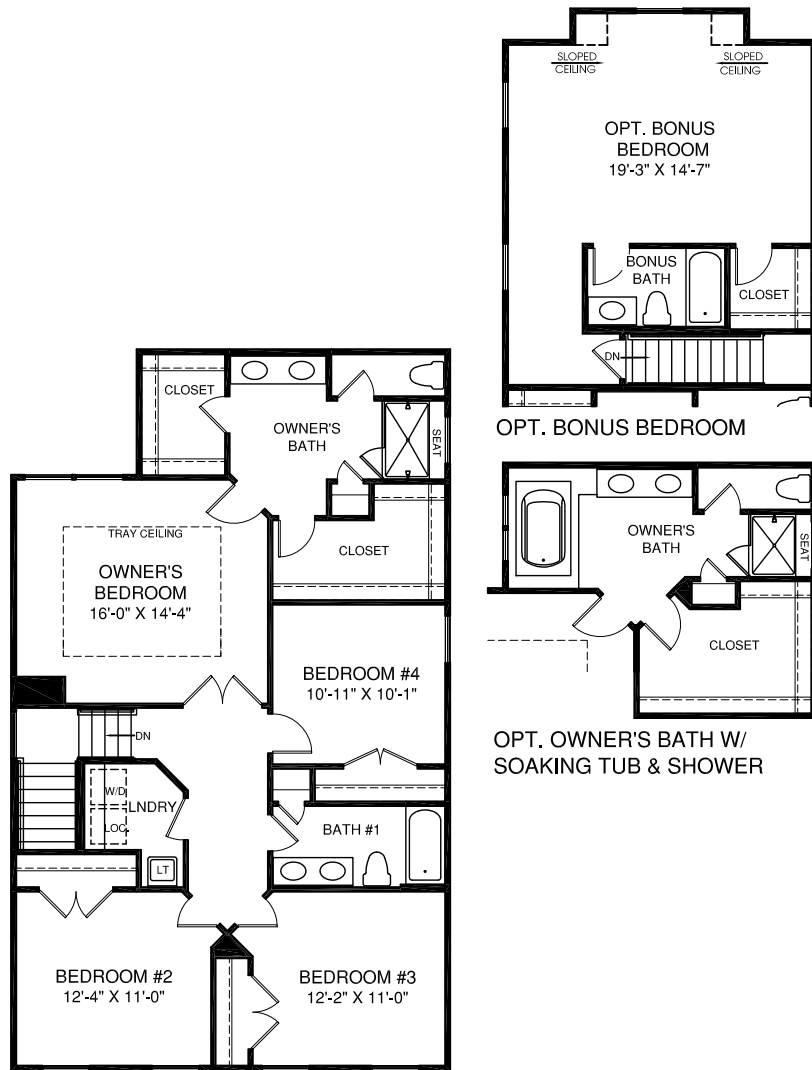 SLOPED
CEILING
SLOPED
CEILING
OPT. BONUS
BEDROOM
19'-3" X 14'-7"
BONUS
BATH
CLOSET
DN
OPT. BONUS BEDROOM
CLOSET
OWNER'S
BATH
SEAT
CLOSET
TRAY CEILING
OWNER'S
BEDROOM
16'-0" X 14'-4"
BEDROOM #4
10'-11" X 10'-1"
DN
W/D
LNDRY
LOC.
LT
BATH #1
BEDROOM #2
12'-4" X 11'-0"
BEDROOM #3
12'-2" X 11'-0"
OWNER'S
BATH
SEAT
CLOSET
OPT. OWNER'S BATH W/
SOAKING TUB & SHOWER